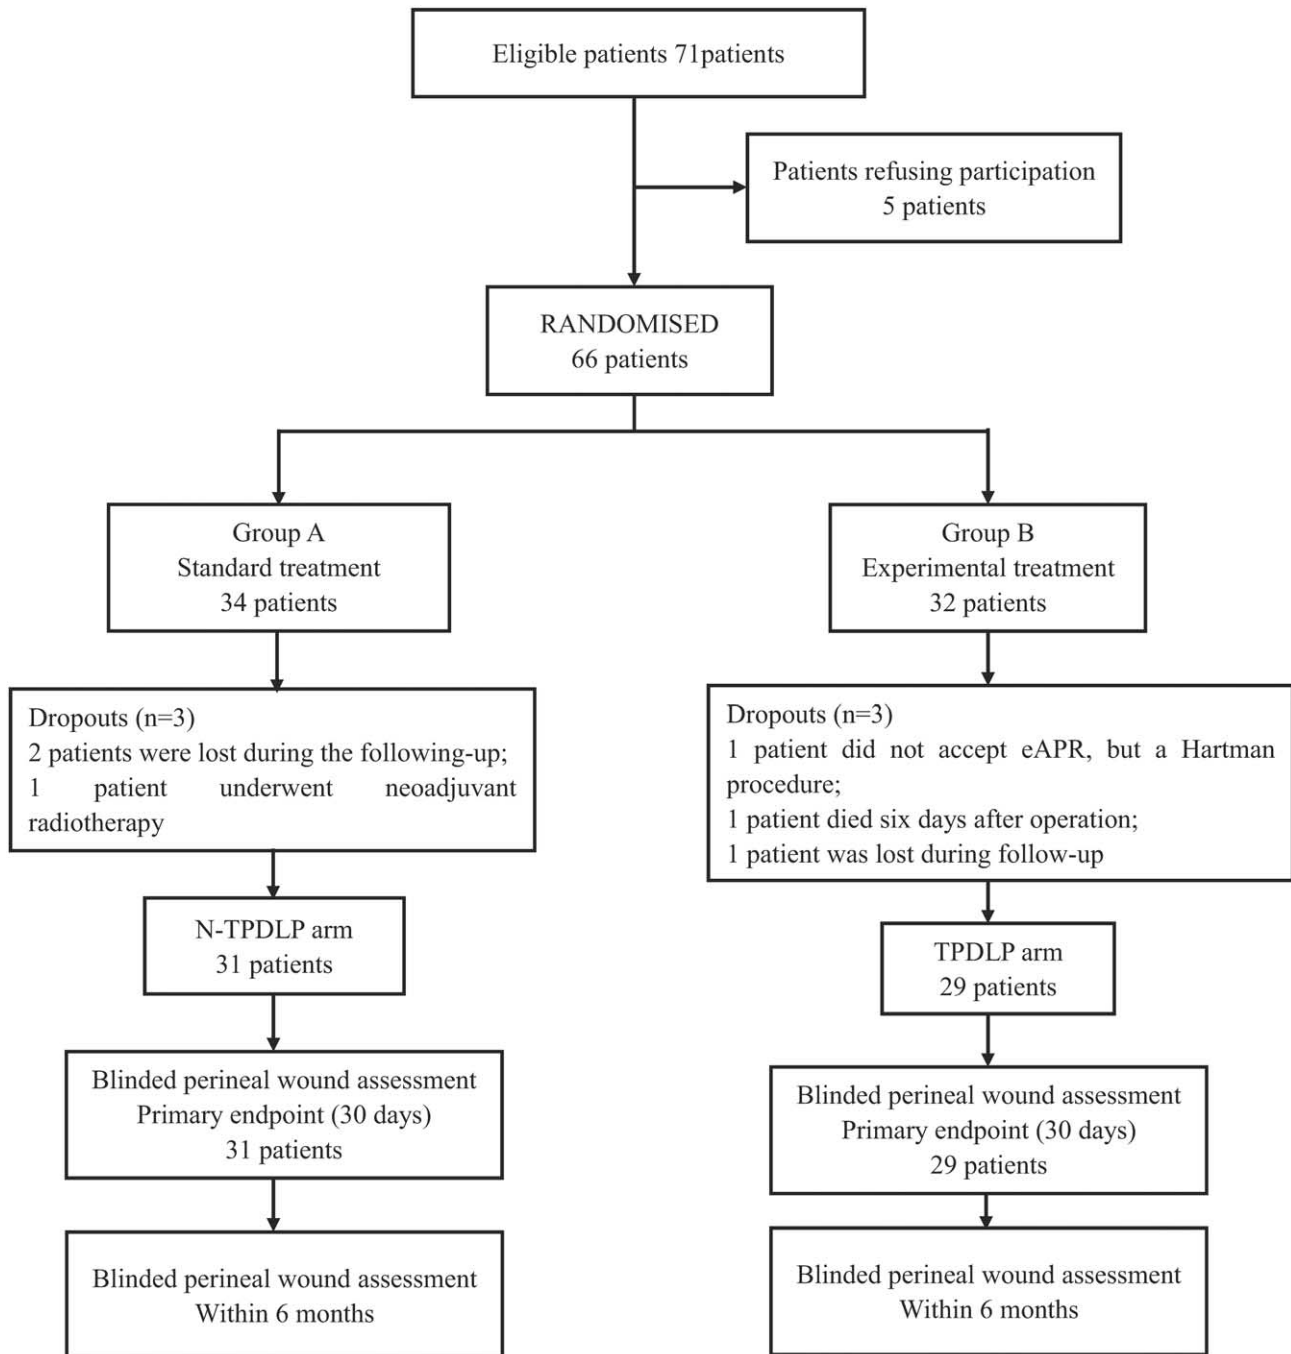 Eligible patients 71patients
Patients refusing participation
5 patients
RANDOMISED
66 patients
Group A
Standard treatment
34 patients
Group B
Experimental treatment
32 patients
Dropouts (n=3)
2 patients were lost during the following-up;
1 patient underwent neoadjuvant
radiotherapy
Dropouts (n=3)
1 patient did not accept eAPR, but a Hartman
procedure;
1 patient died six days after operation;
1 patient was lost during follow-up
N-TPDLP arm
31 patients
TPDLP arm
29 patients
Blinded perineal wound assessment
Primary endpoint (30 days)
31 patients
Blinded perineal wound assessment
Primary endpoint (30 days)
29 patients
Blinded perineal wound assessment
Within 6 months
Blinded perineal wound assessment
Within 6 months